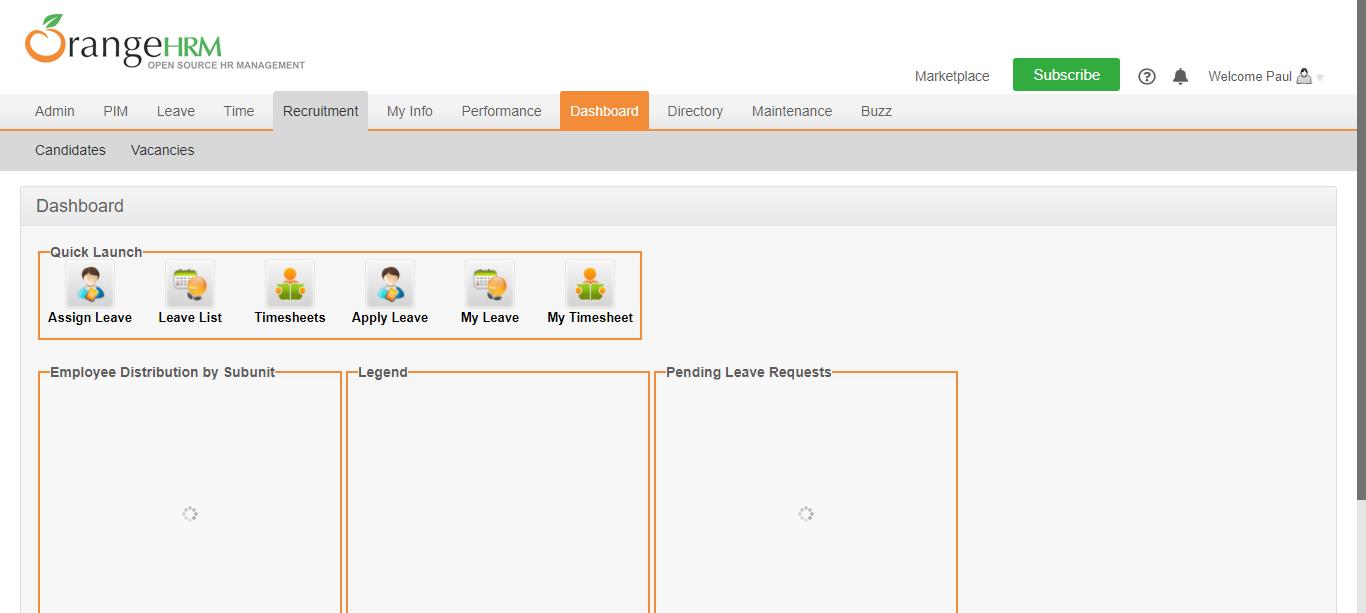 OrangeHRM
OPEN SOURCE HR MANAGEMENT
Marketplace Subscribe Welcome Paul
Admin PIM Leave Time Recruitment My Info Performance Dashboard Directory Maintenance Buzz
Candidates Vacancies
Dashboard
Quick Launch
Assign Leave Leave List Timesheets Apply Leave My Leave My Timesheet
Employee Distribution by Subunit Legend Pending Leave Requests